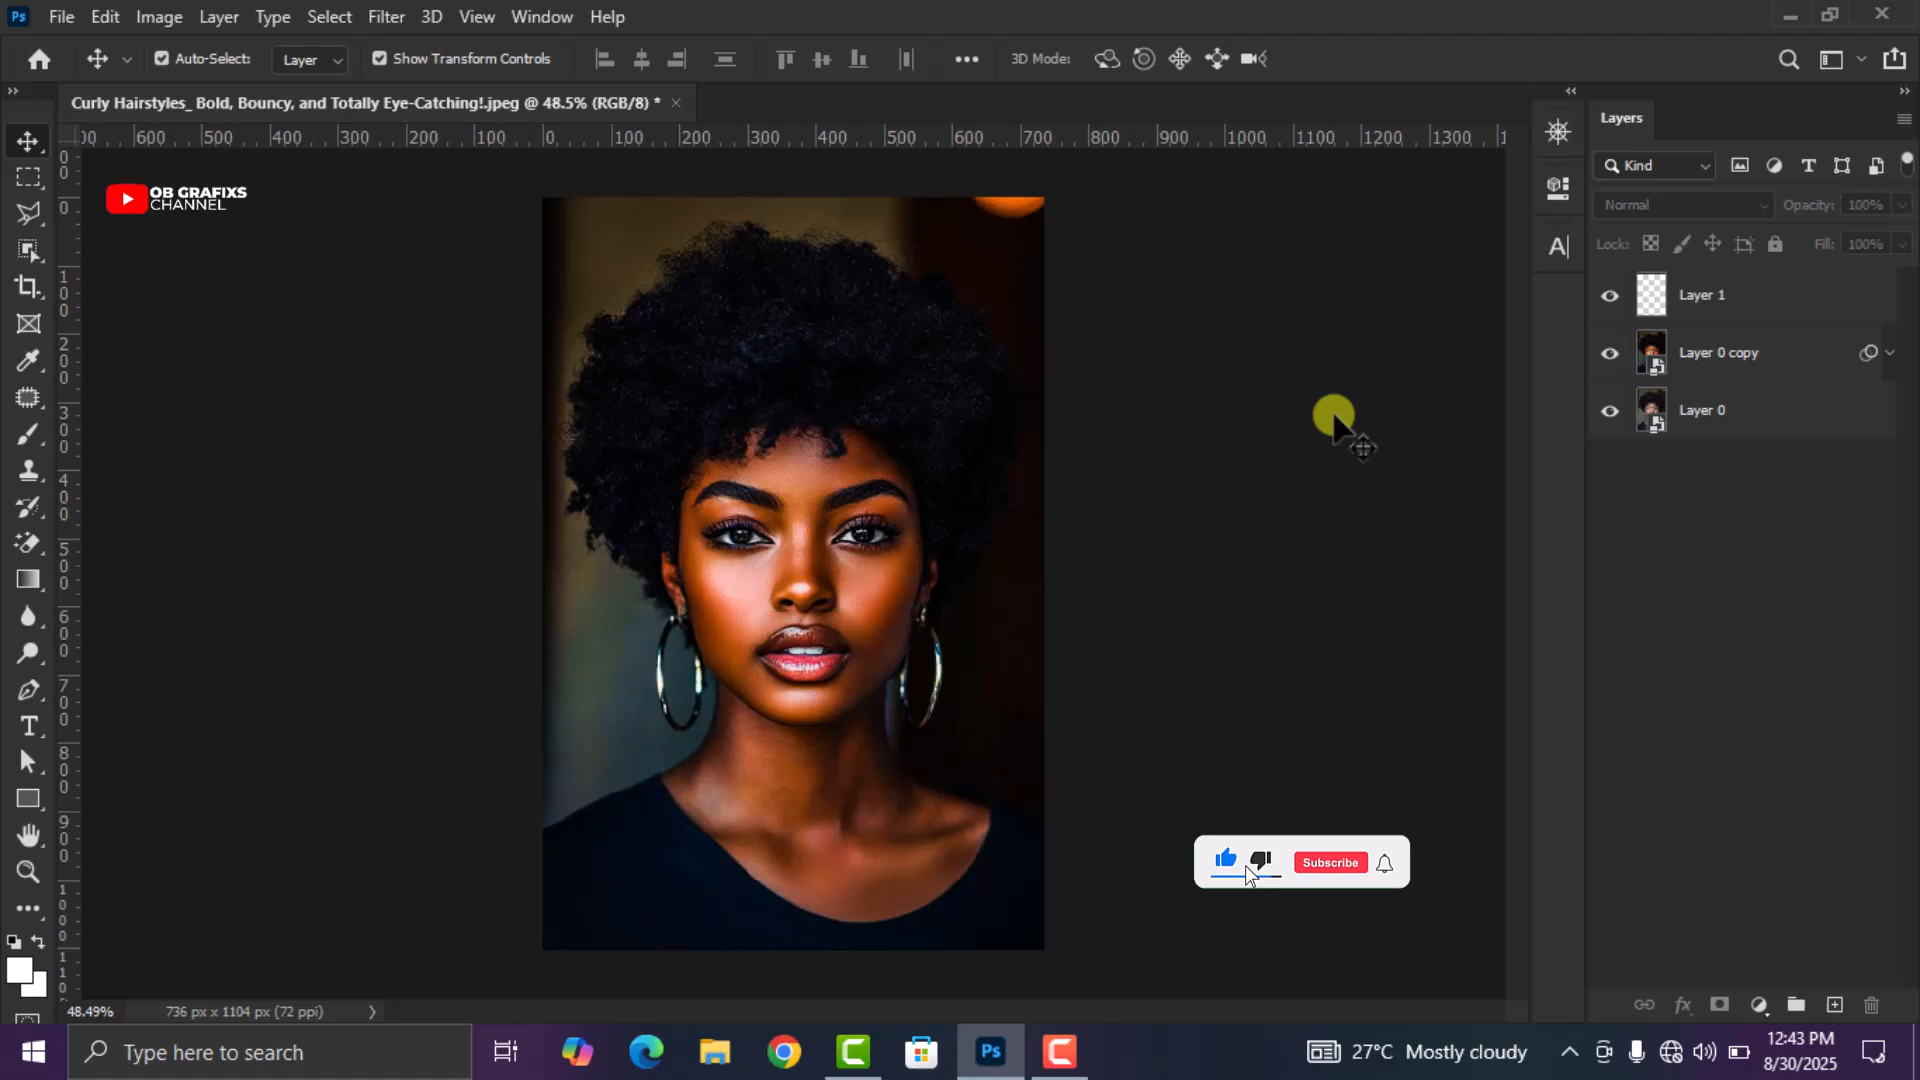 Ps File Edit Image Layer Type Select Filter 3D View Window Help
Auto-Select: Layer Show Transform Controls 3D Mode:
Curly Hairstyles_ Bold, Bouncy, and Totally Eye-Catching!.jpeg @ 48.5% (RGB/8) *
Layers
600 500 400 300 200 100 0 100 200 300 400 500 600 700 800 900 1000 1100 1200 1300
Kind
OB GRAFIXS
CHANNEL
Normal Opacity: 100%
Lock: Fill: 100%
Layer 1
Layer 0 copy
Layer 0
Subscribe
48.49% 736 px x 1104 px (72 ppi)
Type here to search
Ps
27°C Mostly cloudy
12:43 PM
8/30/2025